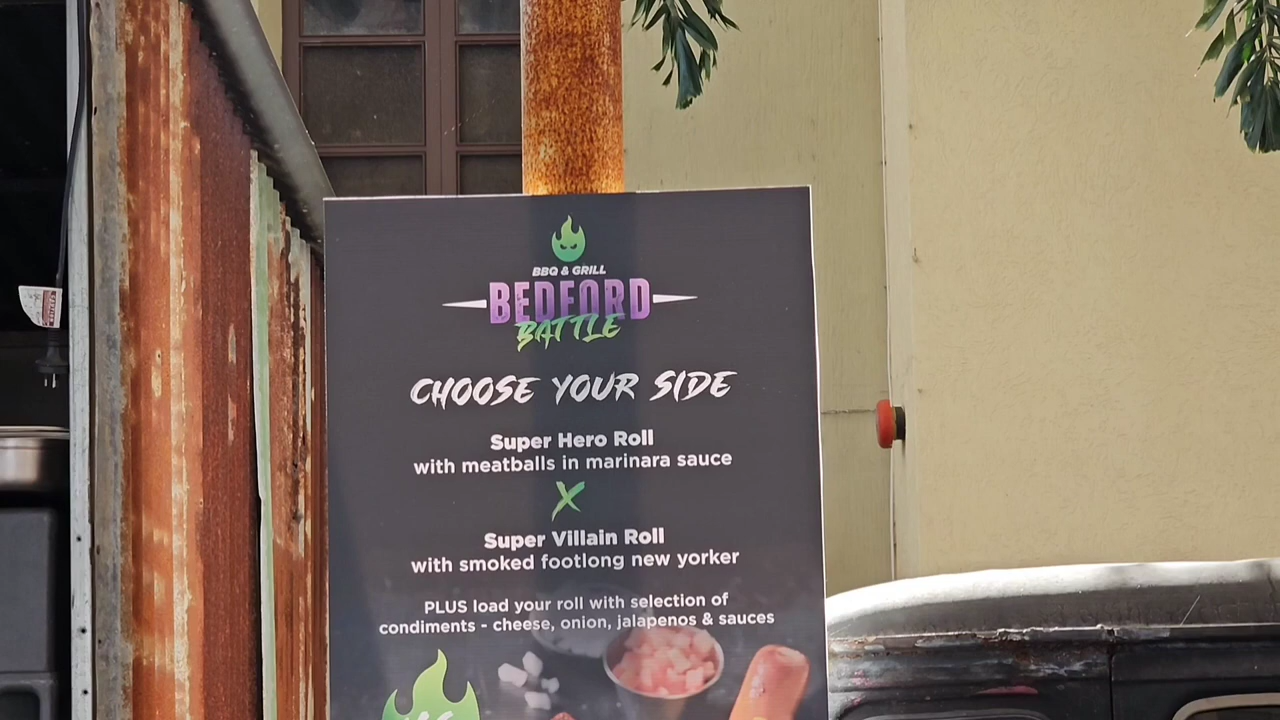 BBQ & GRILL
BEDFORD
BATTLE
CHOOSE YOUR SIDE
Super Hero Roll
with meatballs in marinara sauce
X
Super Villain Roll
with smoked footlong new yorker
PLUS load your roll with selection of
condiments - cheese, onion, jalapenos & sauces